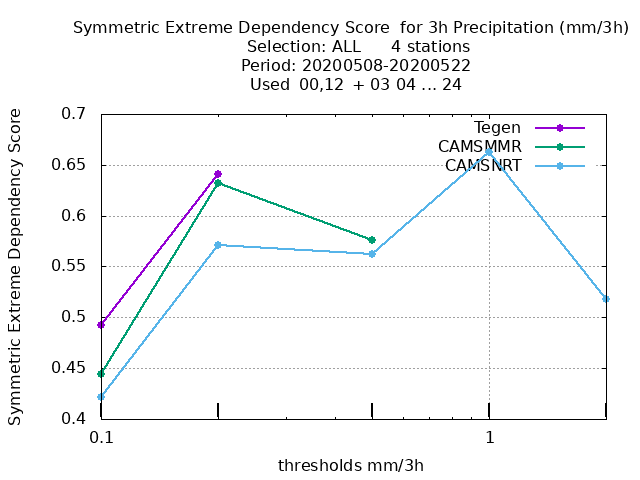 Symmetric Extreme Dependency Score  for 3h Precipitation (mm/3h)
Selection: ALL      4 stations
Period: 20200508-20200522
Used  00,12  + 03 04 ... 24
Symmetric Extreme Dependency Score
0.7
0.65
0.6
0.55
0.5
0.45
0.4
Tegen
CAMSMMR
CAMSNRT
0.1
1
thresholds mm/3h